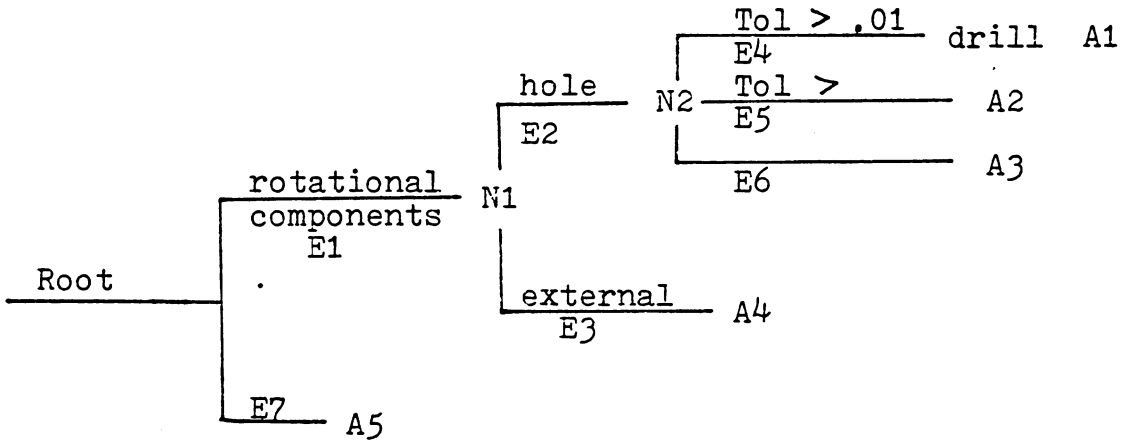 Tol > .01
E4
drill A1
hole
E2
N2
Tol >
E5
A2
E6
A3
rotational
components
E1
N1
Root
external
E3
A4
E7
A5